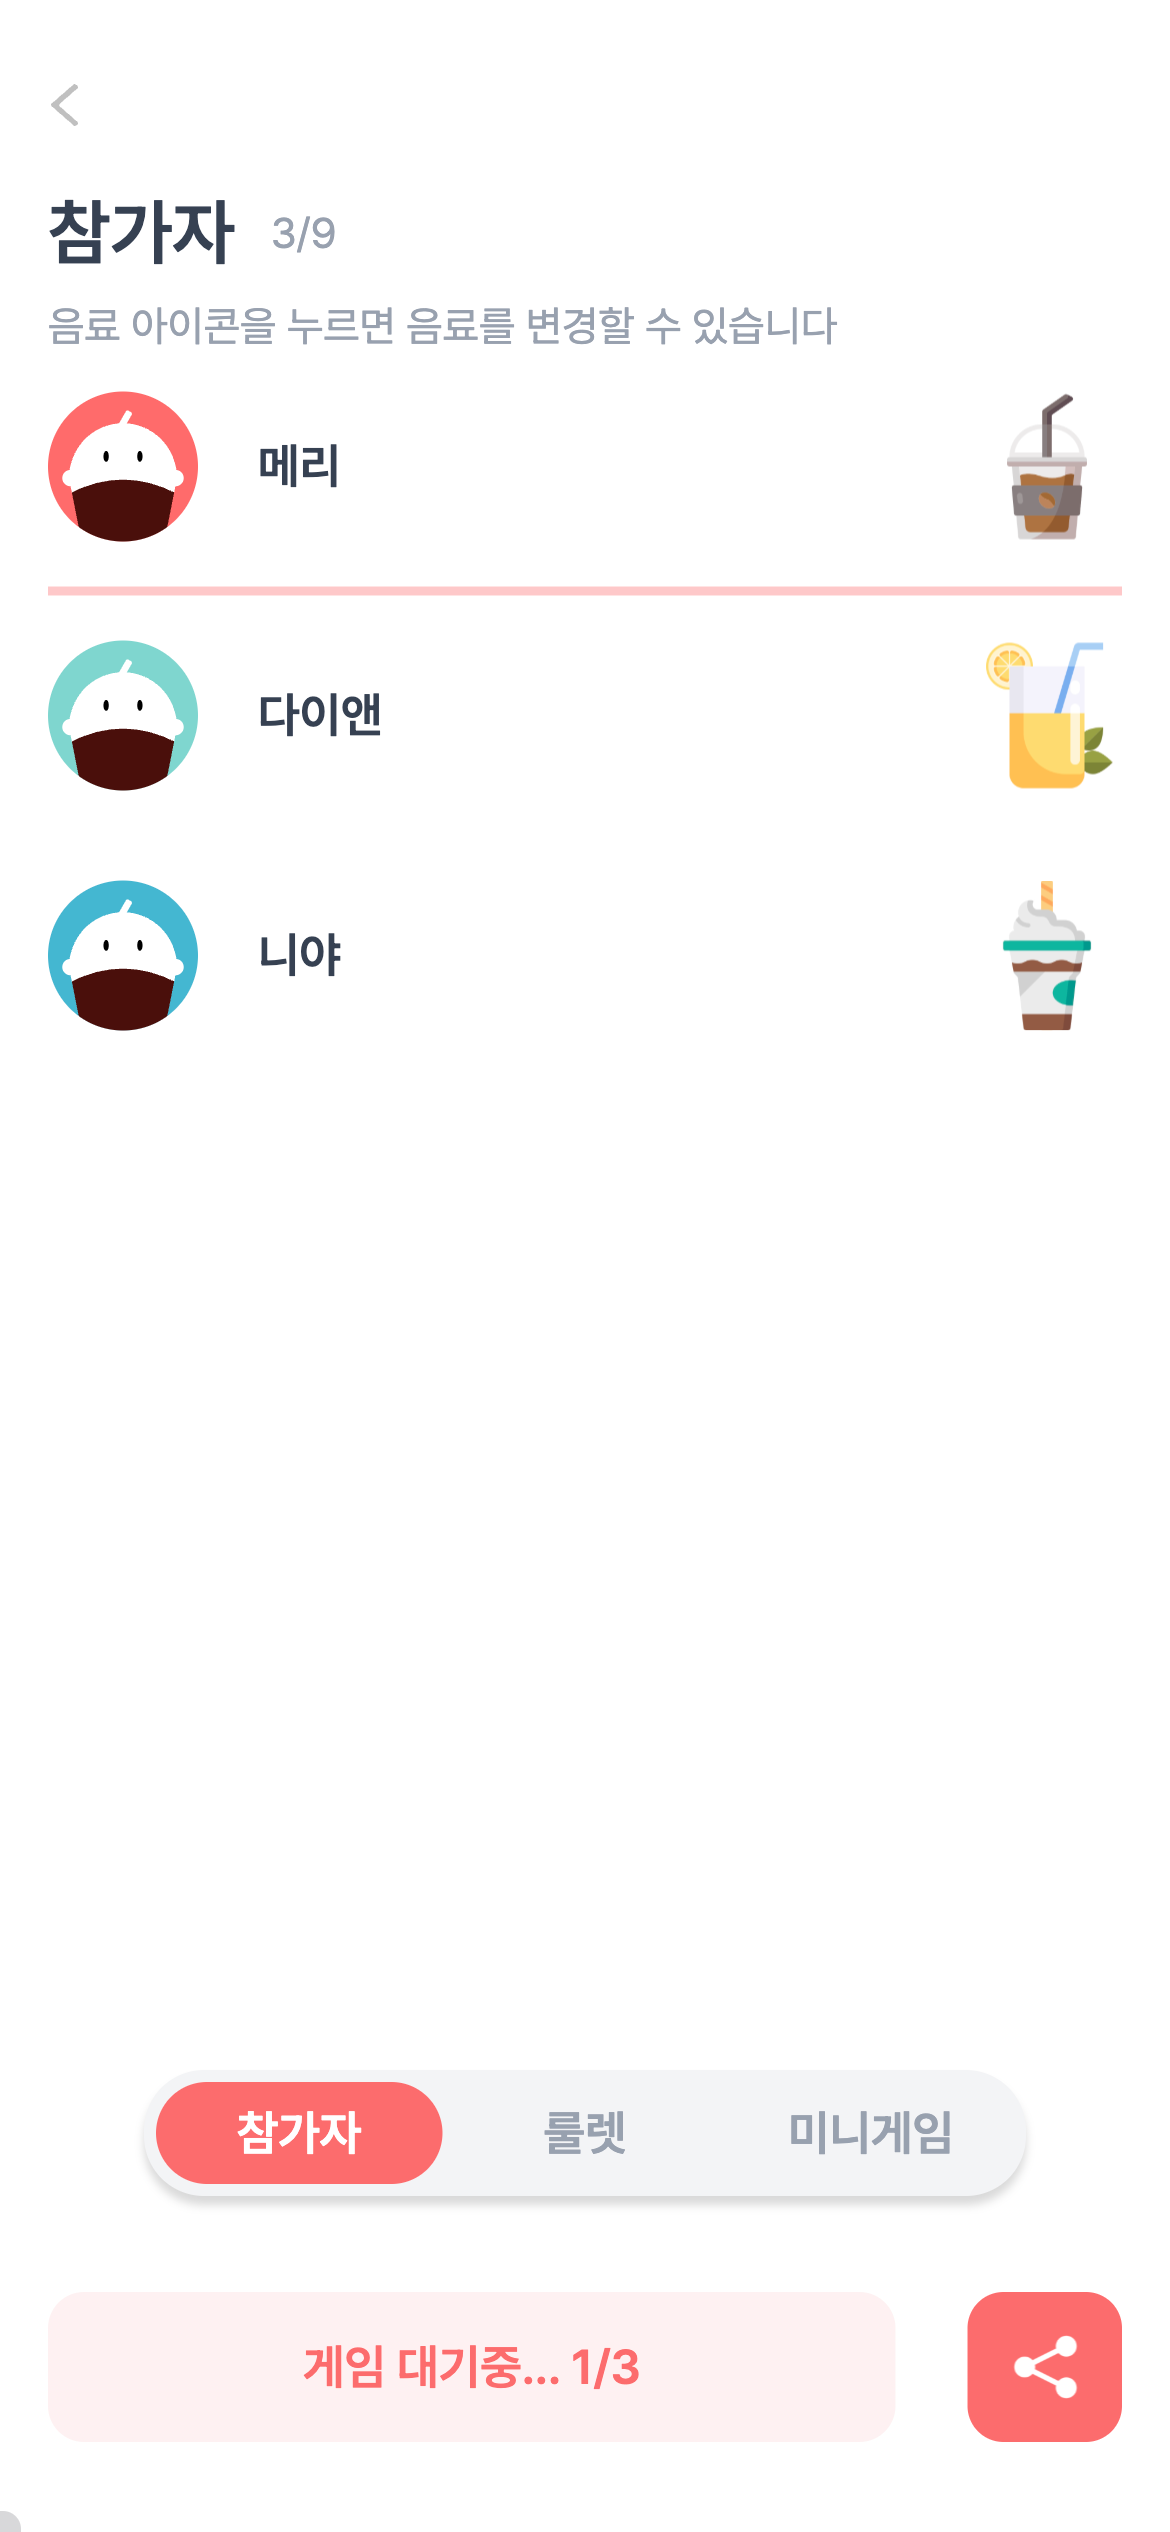 참가자 3/9
음료 아이콘을 누르면 음료를 변경할 수 있습니다
메리
다이앤
니야
참가자 룰렛 미니게임
게임 대기중... 1/3